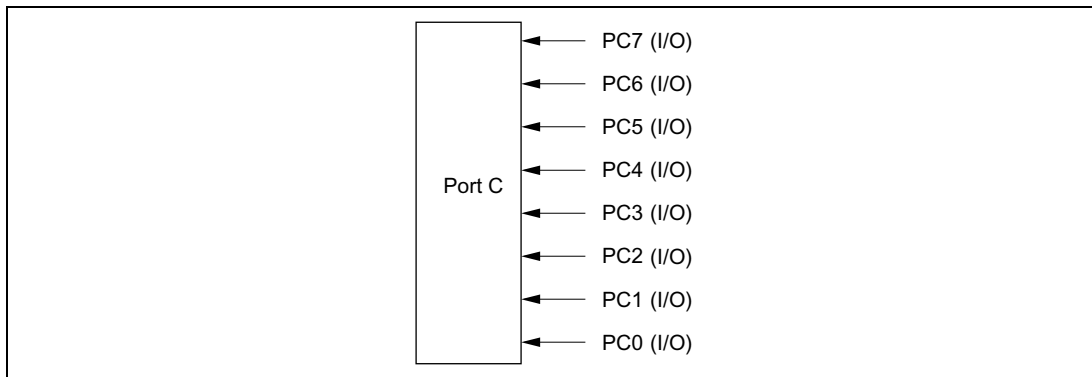 PC7 (I/O)
PC6 (I/O)
PC5 (I/O)
PC4 (I/O)
Port C
PC3 (I/O)
PC2 (I/O)
PC1 (I/O)
PC0 (I/O)